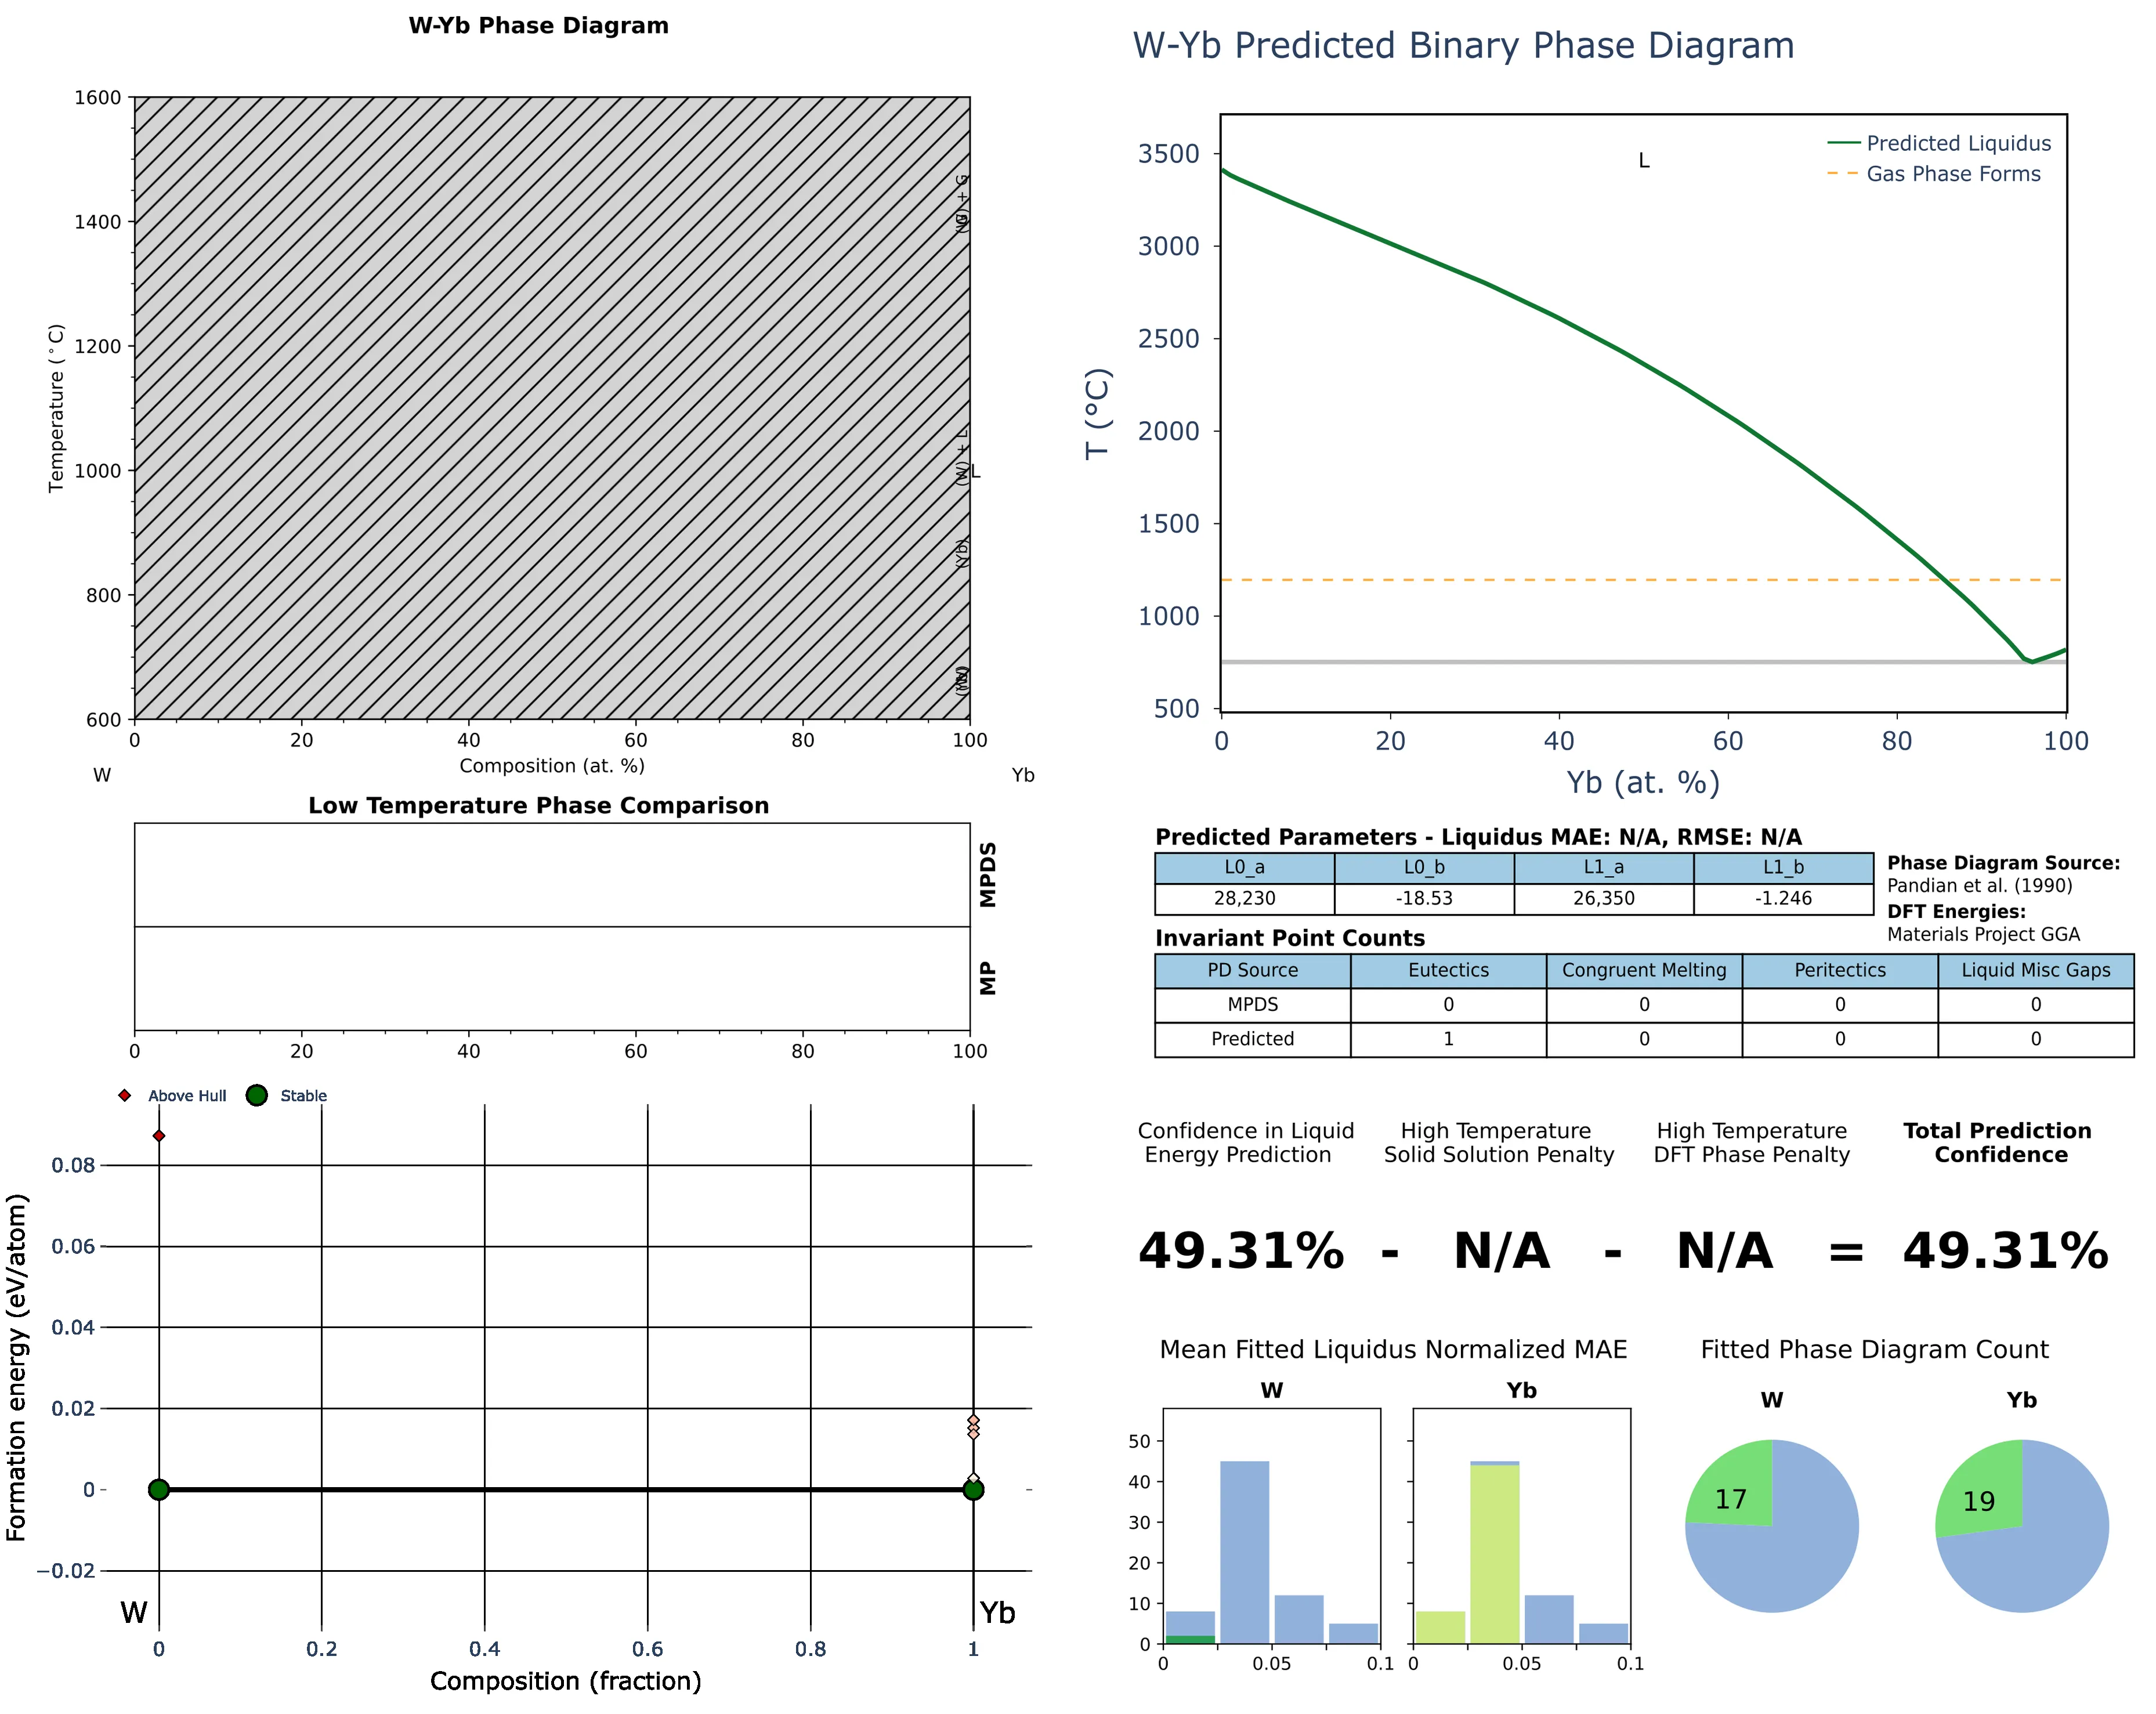 W-Yb Phase Diagram
1600
1400
1200
1000
800
600
Temperature (°C)
(W) + G
(W) + L
L
(Yb)
0 20 40 60 80 100
Composition (at. %)
W Yb
Low Temperature Phase Comparison
MPDS
MP
0 20 40 60 80 100
Above Hull Stable
0.08
0.06
0.04
0.02
0
−0.02
Formation energy (eV/atom)
W Yb
0 0.2 0.4 0.6 0.8 1
Composition (fraction)
W-Yb Predicted Binary Phase Diagram
L
Predicted Liquidus
Gas Phase Forms
3500
3000
2500
2000
1500
1000
500
T (°C)
0 20 40 60 80 100
Yb (at. %)
Predicted Parameters - Liquidus MAE: N/A, RMSE: N/A
L0_a L0_b L1_a L1_b
28,230 -18.53 26,350 -1.246
Phase Diagram Source:
Pandian et al. (1990)
DFT Energies:
Materials Project GGA
Invariant Point Counts
PD Source Eutectics Congruent Melting Peritectics Liquid Misc Gaps
MPDS 0 0 0 0
Predicted 1 0 0 0
Confidence in Liquid Energy Prediction
High Temperature Solid Solution Penalty
High Temperature DFT Phase Penalty
Total Prediction Confidence
49.31% - N/A - N/A = 49.31%
Mean Fitted Liquidus Normalized MAE
W Yb
50
40
30
20
10
0
0 0.05 0.1 0 0.05 0.1
Fitted Phase Diagram Count
W Yb
17 19